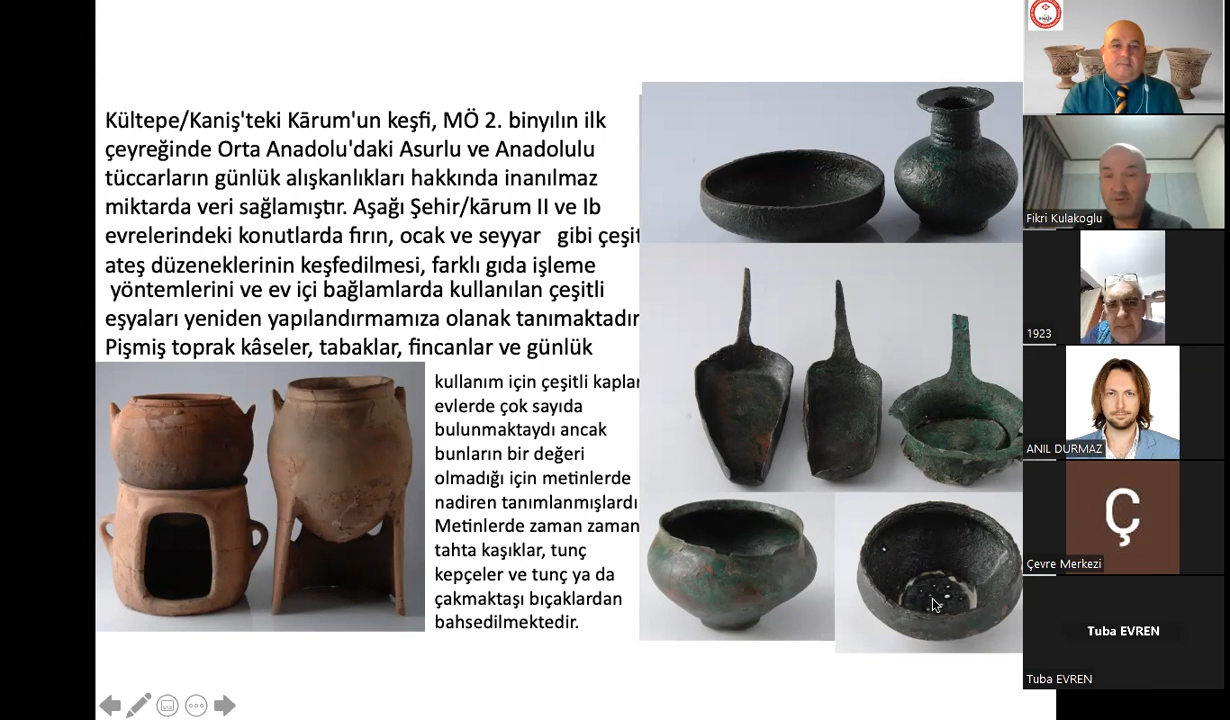 Kültepe/Kaniş'teki Kārum'un keşfi, MÖ 2. binyılın ilk
çeyreğinde Orta Anadolu'daki Asurlu ve Anadolulu
tüccarların günlük alışkanlıkları hakkında inanılmaz
miktarda veri sağlamıştır. Aşağı Şehir/kārum II ve Ib
evrelerindeki konutlarda fırın, ocak ve seyyar gibi çeşit
ateş düzeneklerinin keşfedilmesi, farklı gıda işleme
yöntemlerini ve ev içi bağlamlarda kullanılan çeşitli
eşyaları yeniden yapılandırmamıza olanak tanımaktadır
Pişmiş toprak kâseler, tabaklar, fincanlar ve günlük
kullanım için çeşitli kaplar
evlerde çok sayıda
bulunmaktaydı ancak
bunların bir değeri
olmadığı için metinlerde
nadiren tanımlanmışlardı
Metinlerde zaman zaman
tahta kaşıklar, tunç
kepçeler ve tunç ya da
çakmaktaşı bıçaklardan
bahsedilmektedir.
Fikri Kulakoglu
1923
ANIL DURMAZ
Ç
Çevre Merkezi
Tuba EVREN
Tuba EVREN